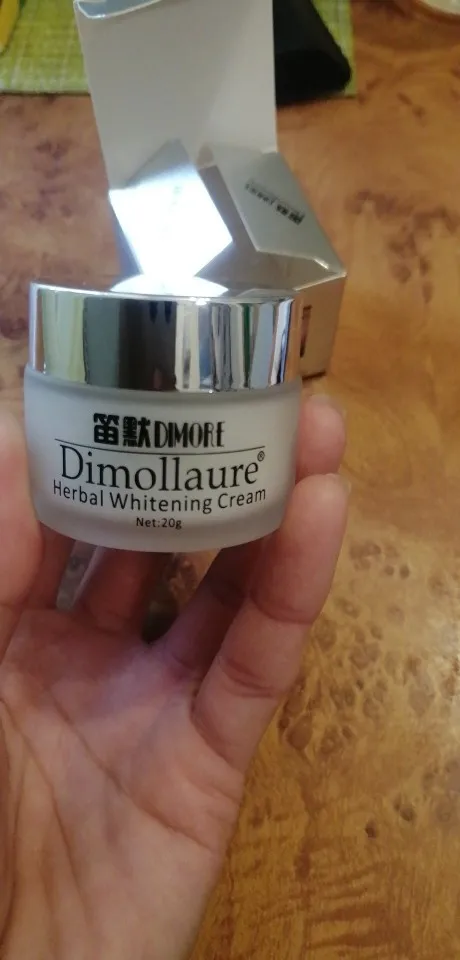 笛默DIMORE
Dimollaure®
Herbal Whitening Cream
Net:20g